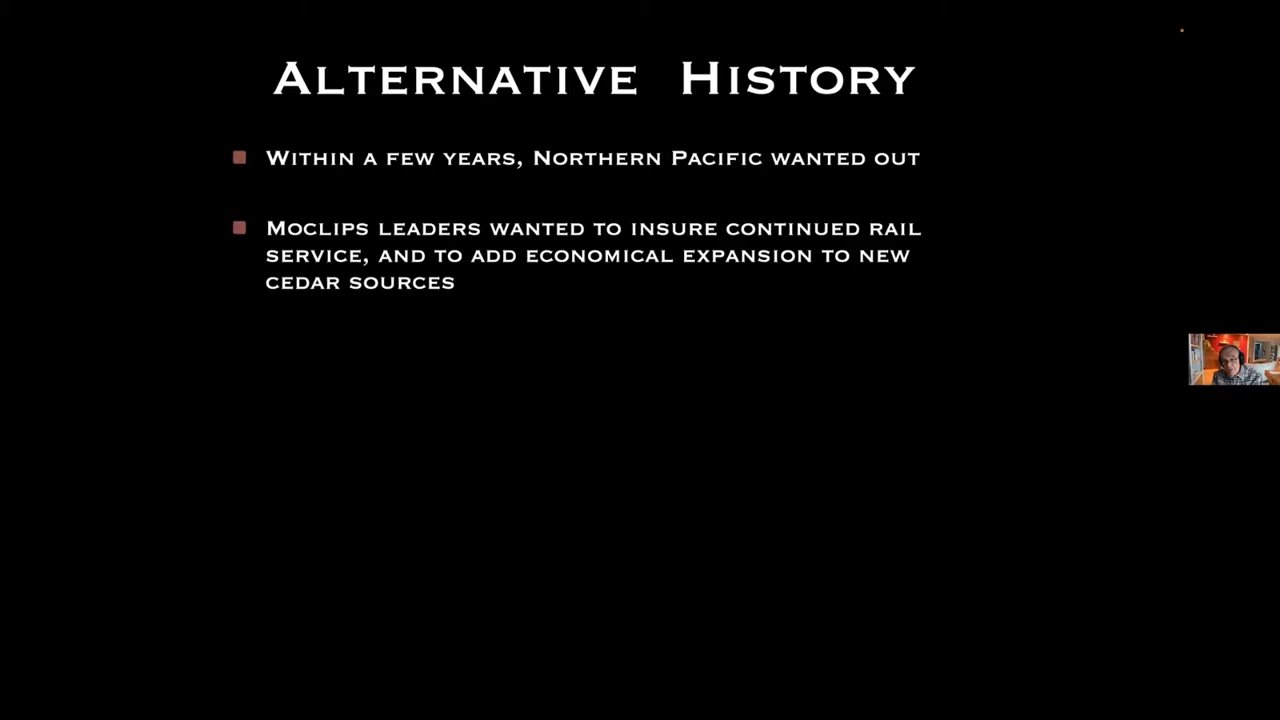 Alternative History
Within a few years, Northern Pacific wanted out
Moclips leaders wanted to insure continued rail
service, and to add economical expansion to new
cedar sources